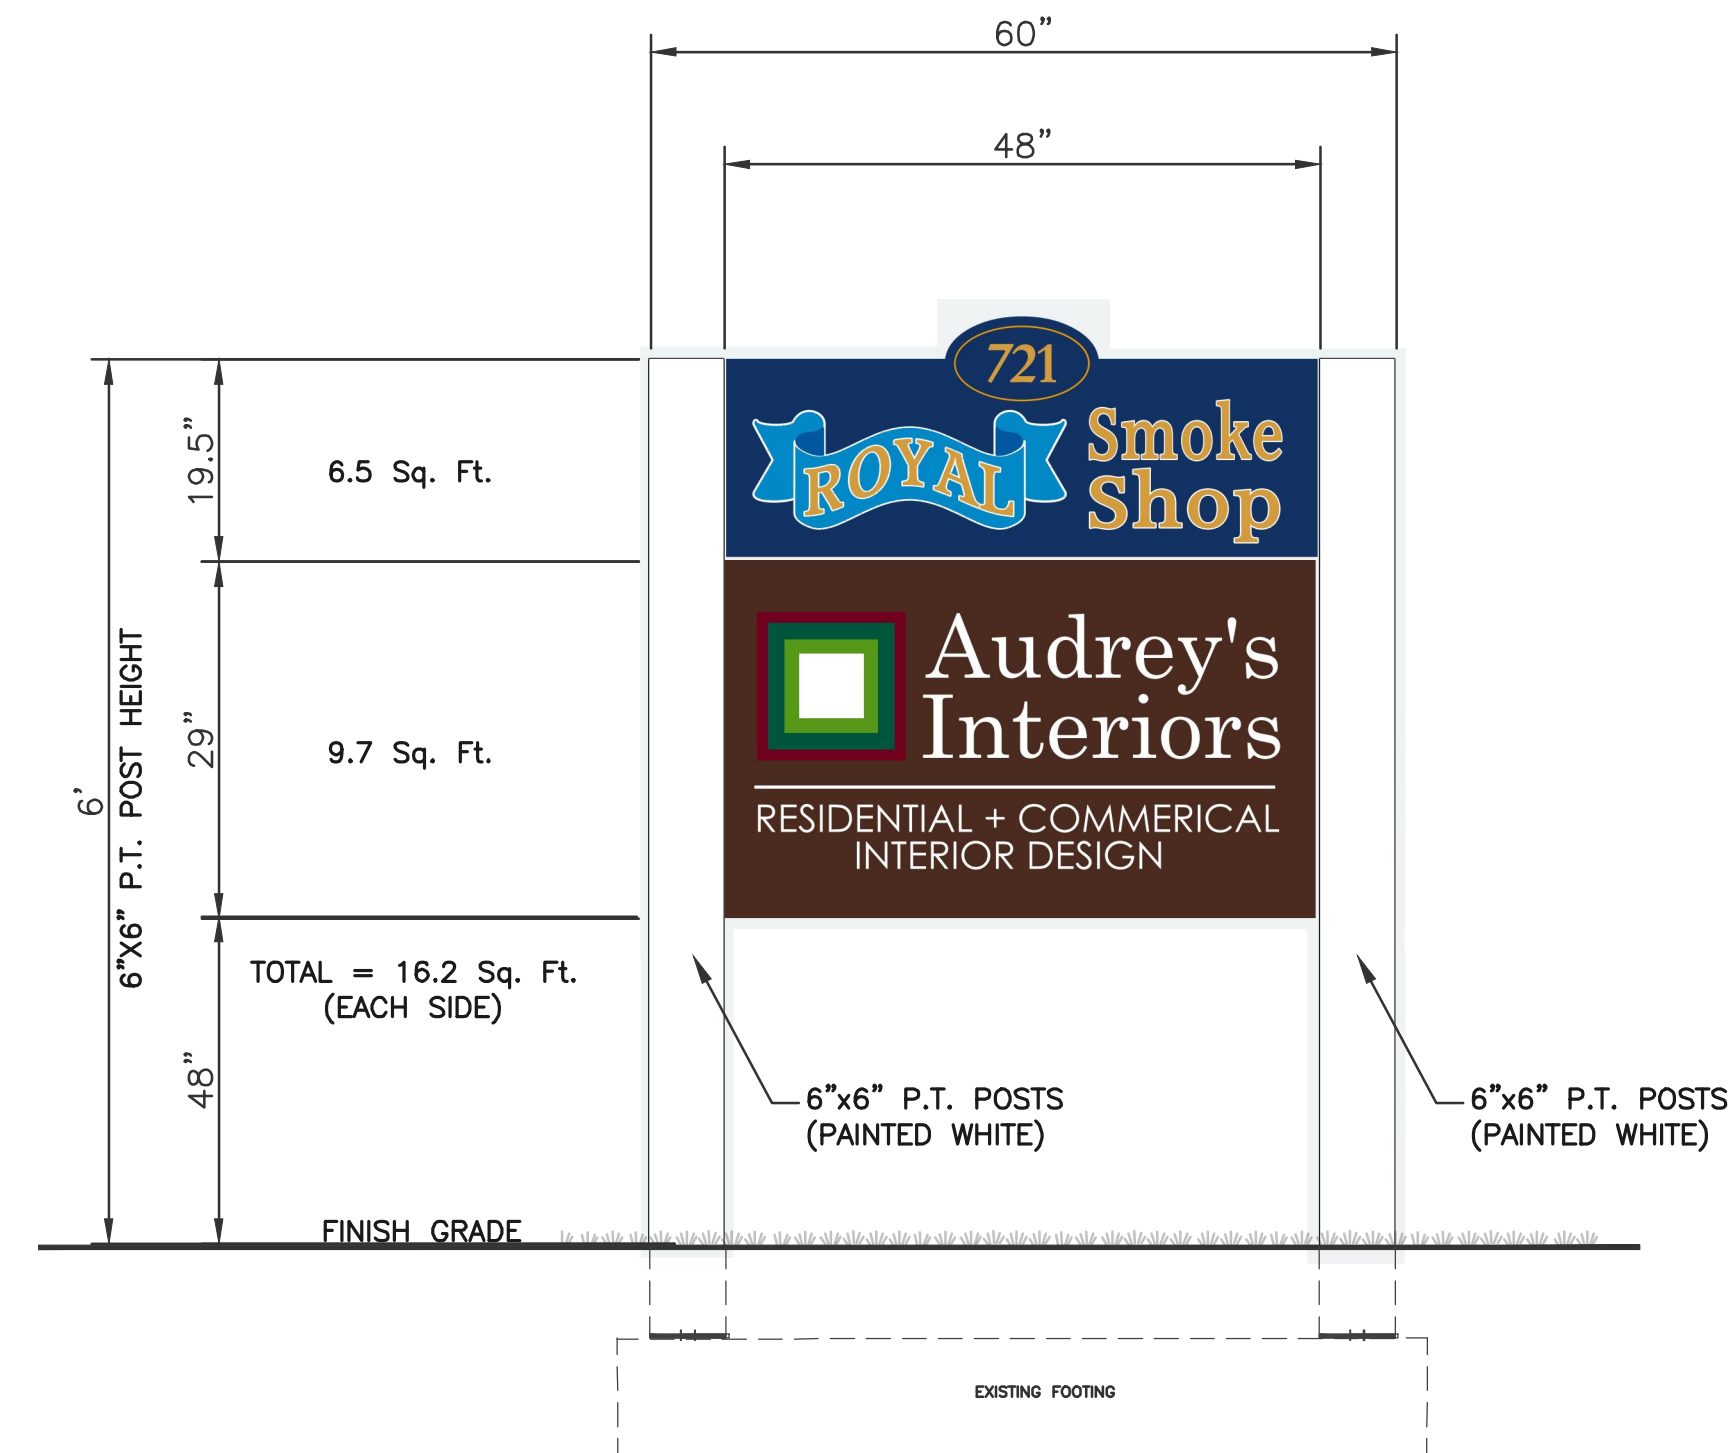 60”
48”
721
ROYAL
Smoke
Shop
19.5”
6.5 Sq. Ft.
Audrey's
Interiors
RESIDENTIAL + COMMERICAL
INTERIOR DESIGN
29”
9.7 Sq. Ft.
6’
6”X6” P.T. POST HEIGHT
TOTAL = 16.2 Sq. Ft.
(EACH SIDE)
48”
6”x6” P.T. POSTS
(PAINTED WHITE)
6”x6” P.T. POSTS
(PAINTED WHITE)
FINISH GRADE
EXISTING FOOTING